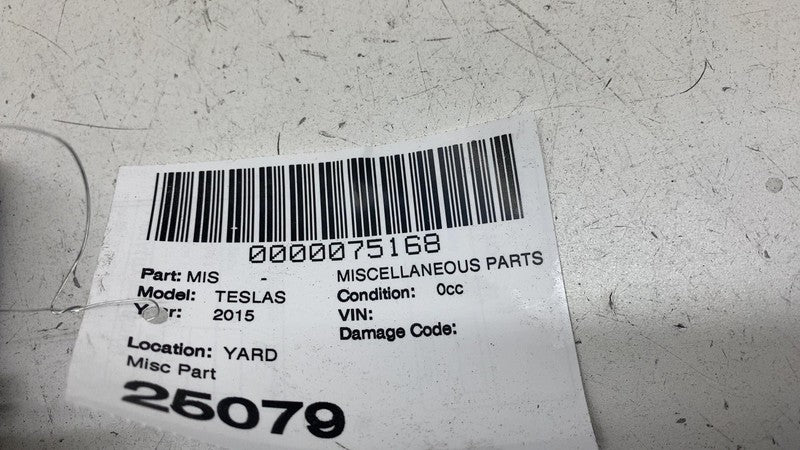 0000075168
Part: MIS - MISCELLANEOUS PARTS
Model: TESLAS Condition: 0cc
Year: 2015 VIN:
Damage Code:
Location: YARD
Misc Part
25079